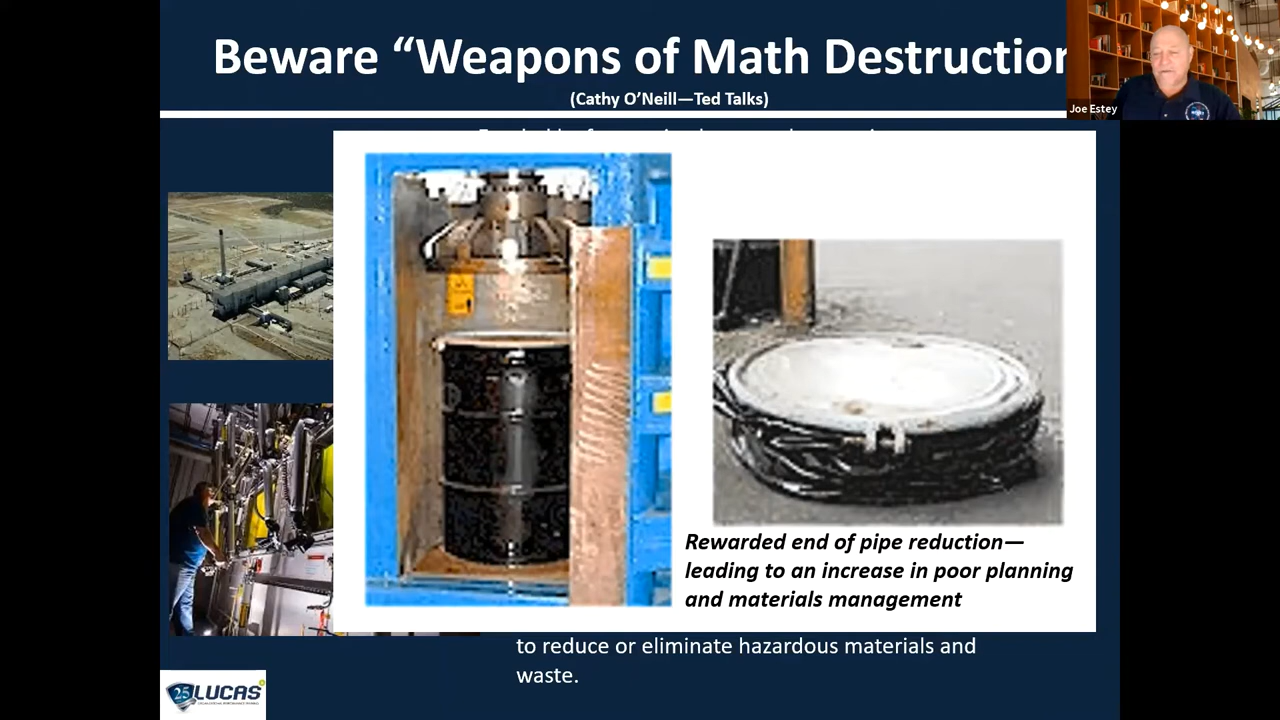 Beware “Weapons of Math Destruction
(Cathy O’Neill—Ted Talks)
Joe Estey
Rewarded end of pipe reduction—
leading to an increase in poor planning
and materials management
to reduce or eliminate hazardous materials and
waste.
25 LUCAS